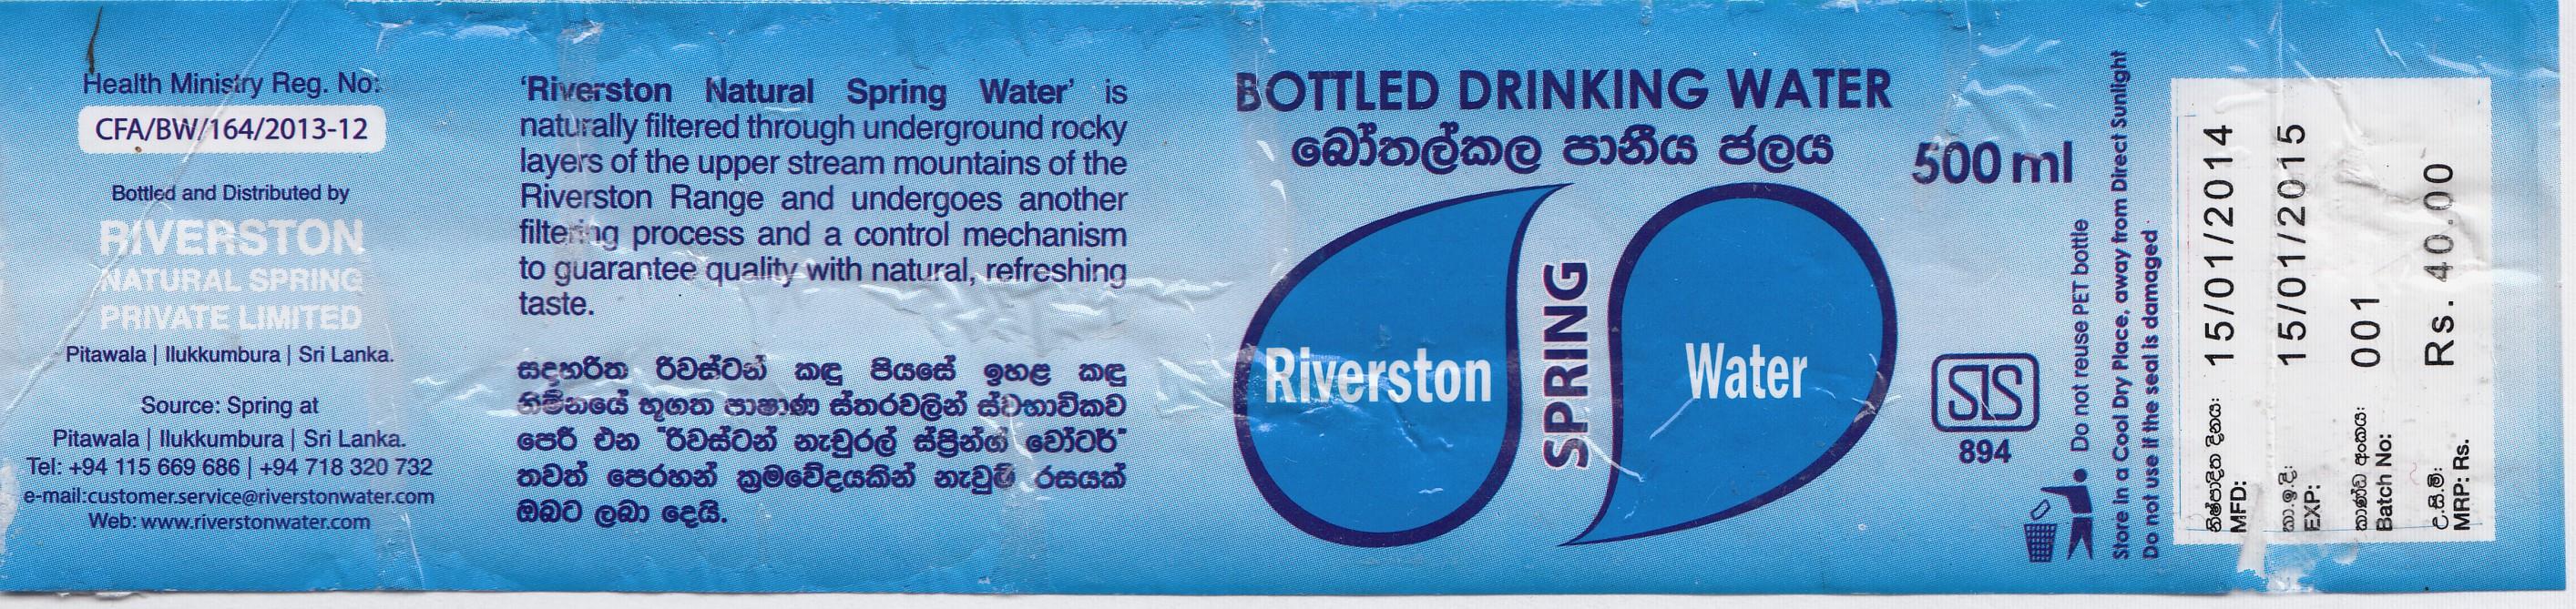 Health Ministry Reg. No:
CFA/BW/164/2013-12
Bottled and Distributed by
RIVERSTON
NATURAL SPRING
PRIVATE LIMITED
Pitawala | Ilukkumbura | Sri Lanka.
Source: Spring at
Pitawala | Ilukkumbura | Sri Lanka.
Tel: +94 115 669 686 | +94 718 320 732
e-mail:customer.service@riverstonwater.com
Web: www.riverstonwater.com
'Riverston Natural Spring Water' is
naturally filtered through underground rocky
layers of the upper stream mountains of the
Riverston Range and undergoes another
filtering process and a control mechanism
to guarantee quality with natural, refreshing
taste.
සදාහරිත රිවස්ටන් කඳු පියසේ ඉහළ කඳු
නිම්නයේ භූගත පාෂාණ ස්තරවලින් ස්වභාවිකව
පෙරී එන "රිවස්ටන් නැචුරල් ස්ප්‍රින්ග් වෝටර්"
තවත් පෙරහන් ක්‍රමවේදයකින් නැවුම් රසයක්
ඔබට ලබා දෙයි.
BOTTLED DRINKING WATER
බෝතල්කල පානීය ජලය
500 ml
Riverston
SPRING
Water
SLS
894
Do not reuse PET bottle
Store in a Cool Dry Place, away from Direct Sunlight
Do not use if the seal is damaged
නිෂ්පාදිත දිනය:
MFD: 15/01/2014
කා.ඉ.දි:
EXP: 15/01/2015
කාණ්ඩ අංකය:
Batch No: 001
උ.සි.මි:
MRP: Rs. Rs. 40.00